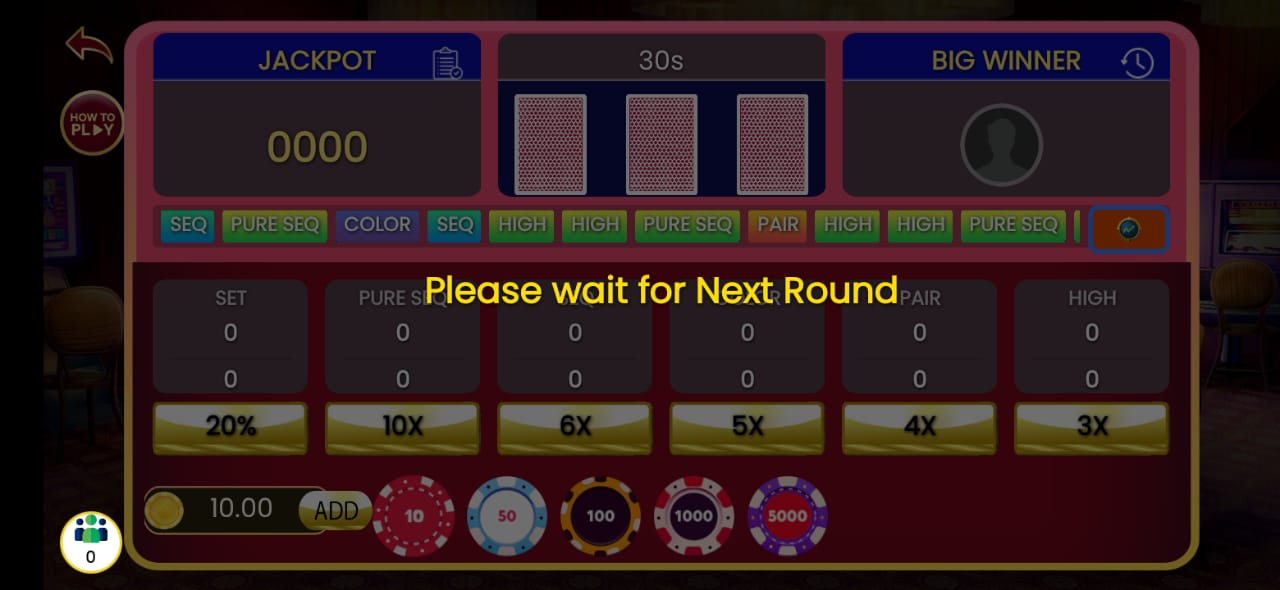 JACKPOT
30s
BIG WINNER
HOW TO
PLAY
0000
SEQ PURE SEQ COLOR SEQ HIGH HIGH PURE SEQ PAIR HIGH HIGH PURE SEQ
Please wait for Next Round
SET PURE SEQ SEQ COLOR PAIR HIGH
0 0 0 0 0 0
0 0 0 0 0 0
20% 10X 6X 5X 4X 3X
10.00 ADD 10 50 100 1000 5000
0